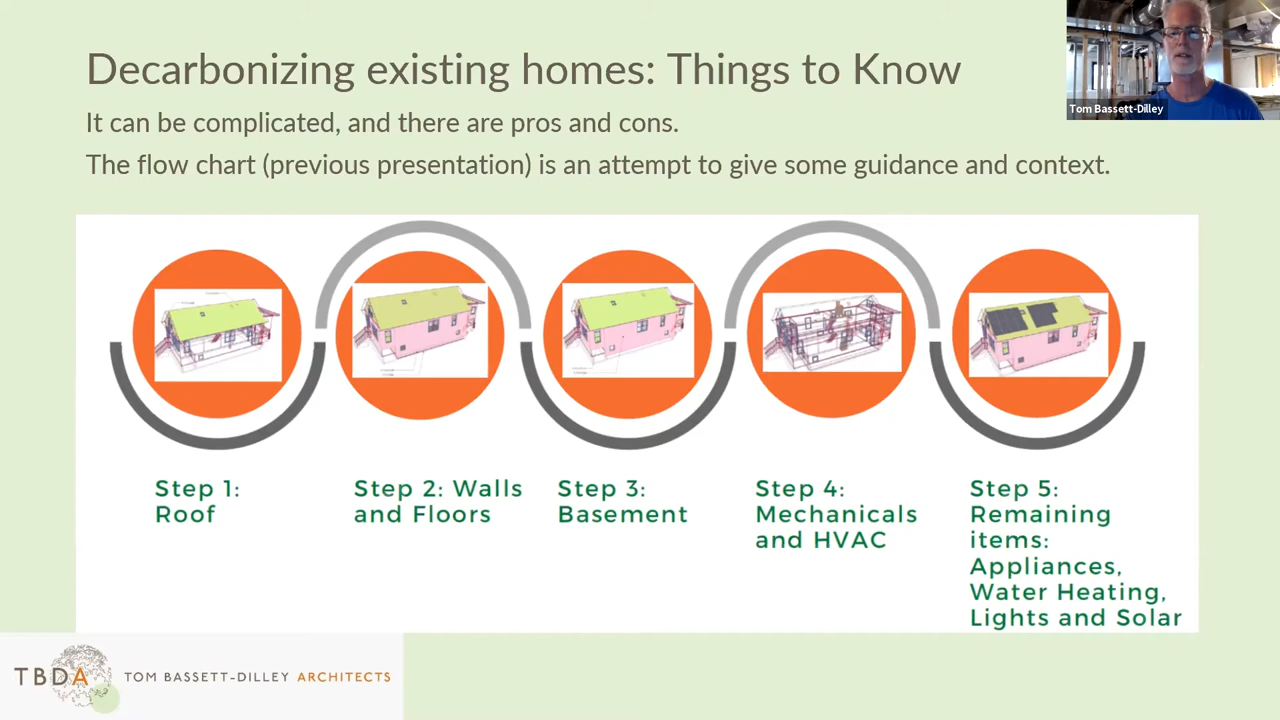 Decarbonizing existing homes: Things to Know
It can be complicated, and there are pros and cons.
The flow chart (previous presentation) is an attempt to give some guidance and context.
Tom Bassett-Dilley
Step 1:
Roof
Step 2: Walls
and Floors
Step 3:
Basement
Step 4:
Mechanicals
and HVAC
Step 5:
Remaining
items:
Appliances,
Water Heating,
Lights and Solar
TBDA
TOM BASSETT-DILLEY ARCHITECTS